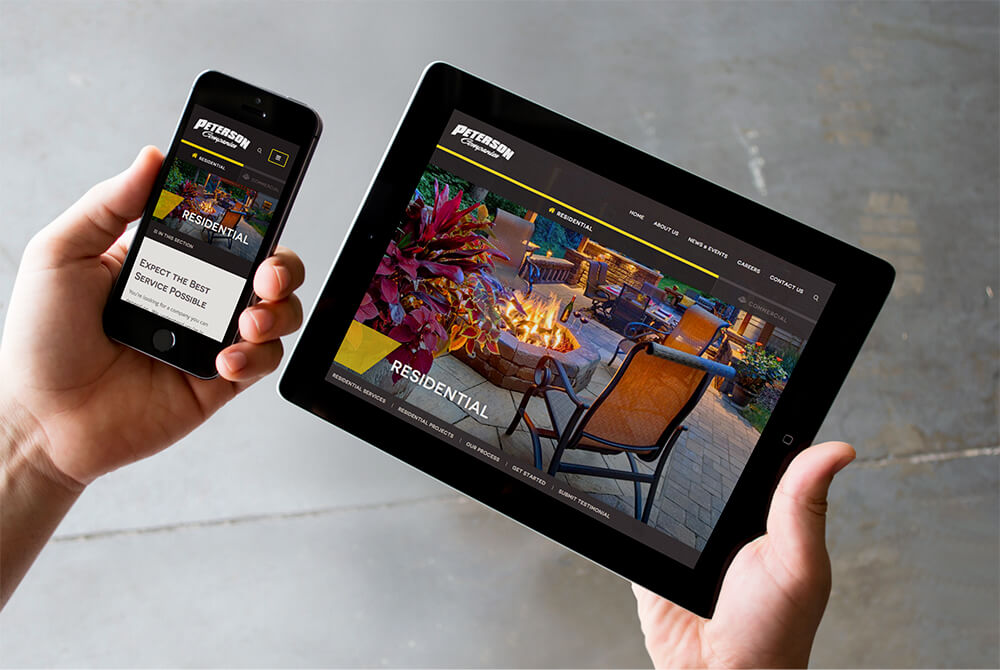 PETERSON
Companies
RESIDENTIAL
COMMERCIAL
RESIDENTIAL
IN THIS SECTION
EXPECT THE BEST
SERVICE POSSIBLE
You're looking for a company you can
PETERSON
Companies
HOME
ABOUT US
NEWS & EVENTS
CAREERS
CONTACT US
RESIDENTIAL
COMMERCIAL
RESIDENTIAL
RESIDENTIAL SERVICES | RESIDENTIAL PROJECTS | OUR PROCESS | GET STARTED | SUBMIT TESTIMONIAL